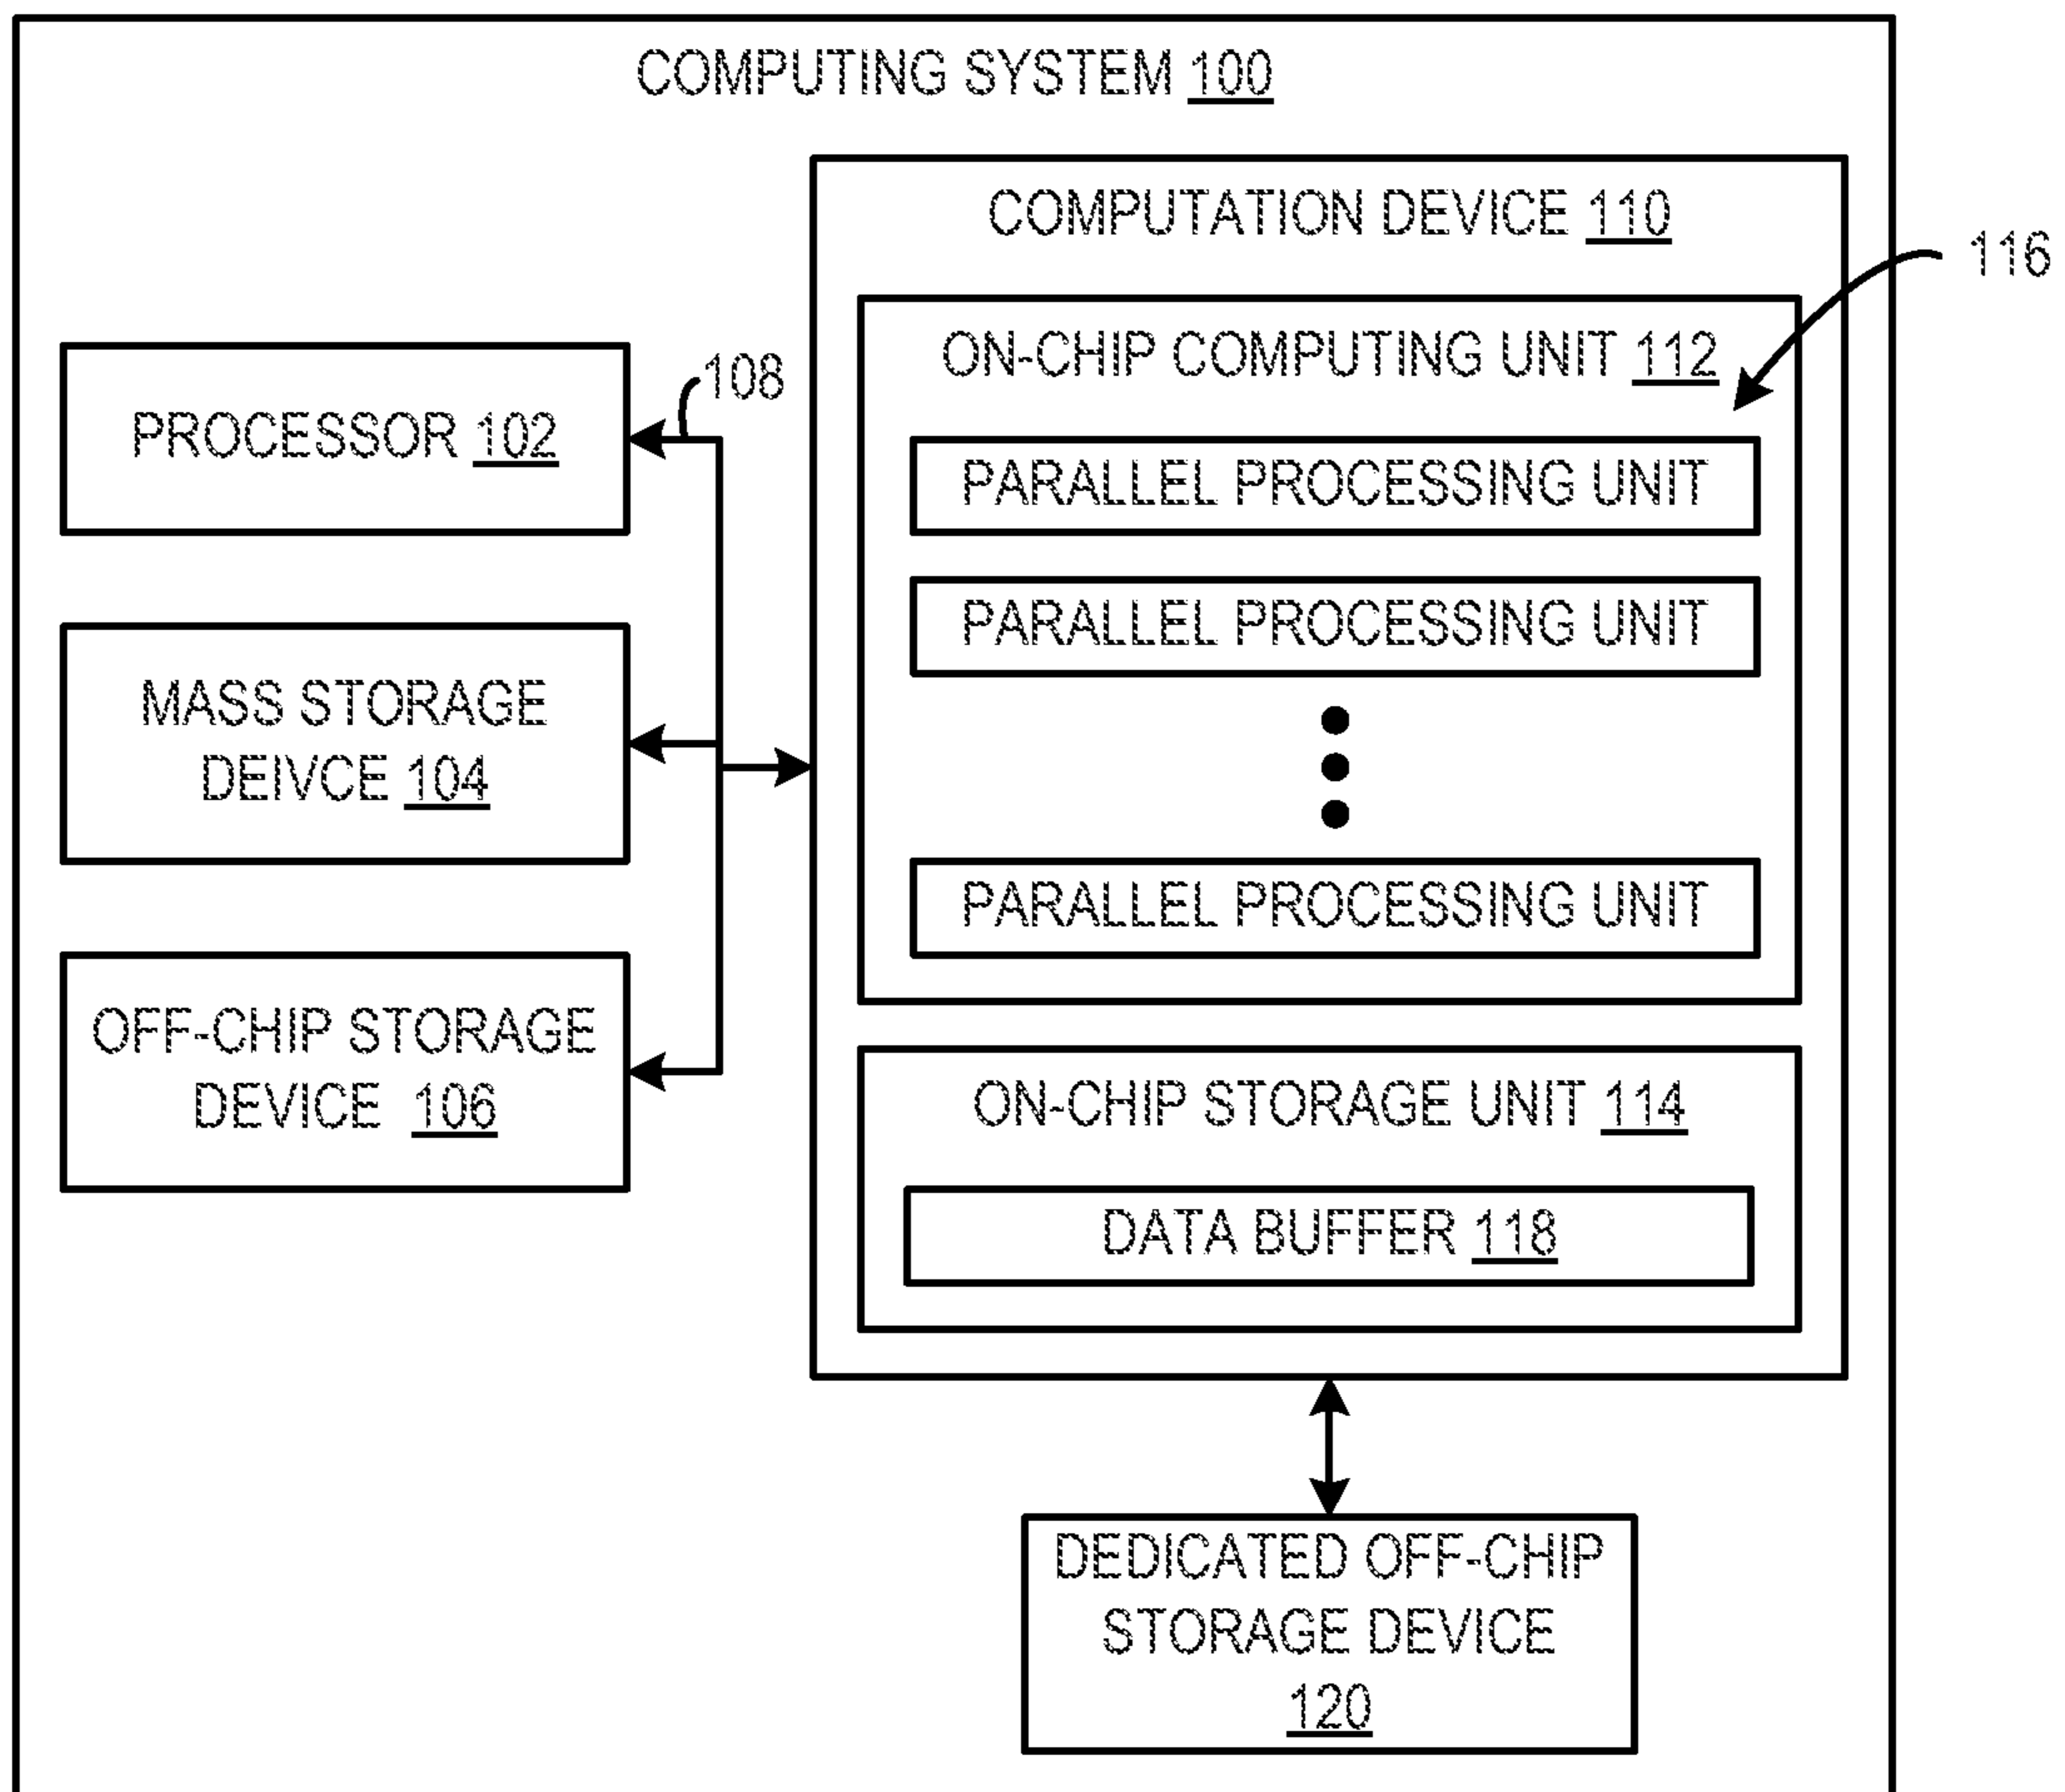 COMPUTING SYSTEM 100
COMPUTATION DEVICE 110
116
ON-CHIP COMPUTING UNIT 112
108
PROCESSOR 102
PARALLEL PROCESSING UNIT
PARALLEL PROCESSING UNIT
MASS STORAGE
DEIVCE 104
PARALLEL PROCESSING UNIT
OFF-CHIP STORAGE
DEVICE 106
ON-CHIP STORAGE UNIT 114
DATA BUFFER 118
DEDICATED OFF-CHIP
STORAGE DEVICE
120